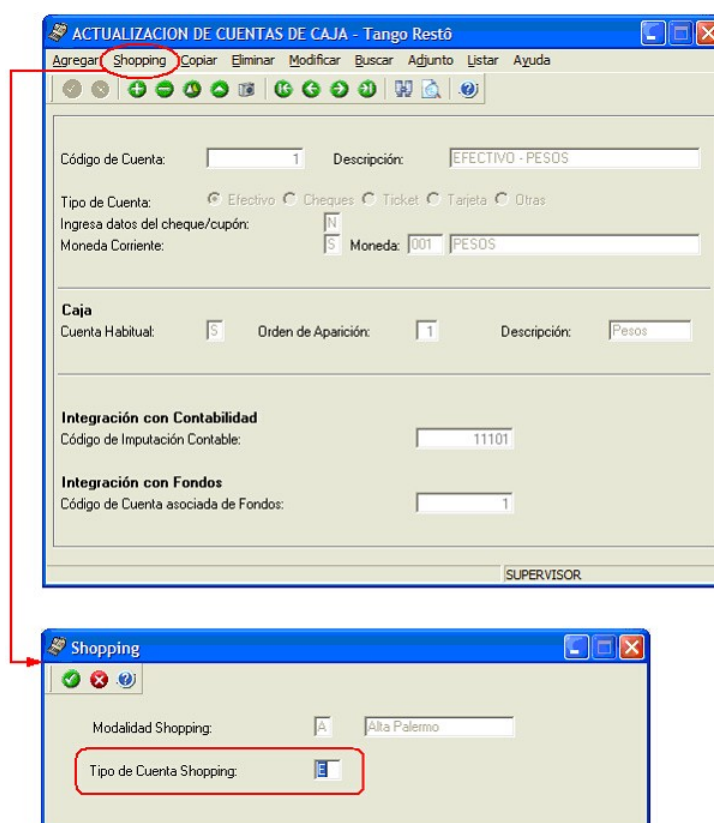 ACTUALIZACION DE CUENTAS DE CAJA - Tango Restô
Agregar Shopping Copiar Eliminar Modificar Buscar Adjunto Listar Ayuda
Código de Cuenta: 1 Descripción: EFECTIVO - PESOS
Tipo de Cuenta: Efectivo Cheques Ticket Tarjeta Otras
Ingresa datos del cheque/cupón: N
Moneda Corriente: S Moneda: 001 PESOS
Caja
Cuenta Habitual: S Orden de Aparición: 1 Descripción: Pesos
Integración con Contabilidad
Código de Imputación Contable: 11101
Integración con Fondos
Código de Cuenta asociada de Fondos: 1
SUPERVISOR
Shopping
Modalidad Shopping: A Alta Palermo
Tipo de Cuenta Shopping: E